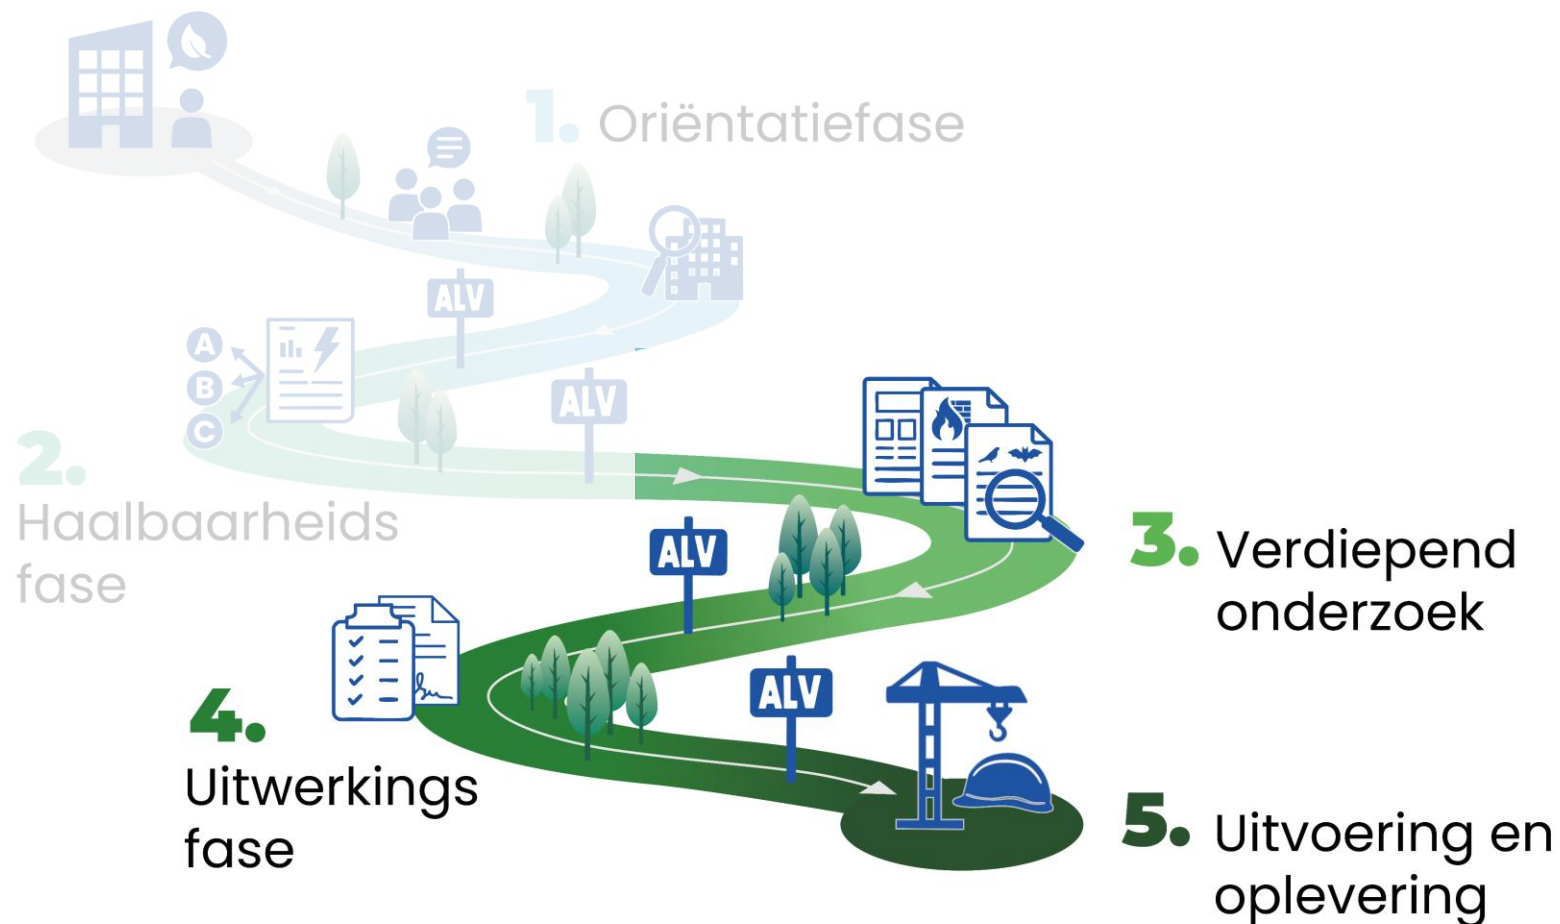 1. Oriëntatiefase
ALV
A
B
C
ALV
2.
Haalbaarheids
fase
3. Verdiepend
onderzoek
ALV
4.
Uitwerkings
fase
ALV
5. Uitvoering en
oplevering